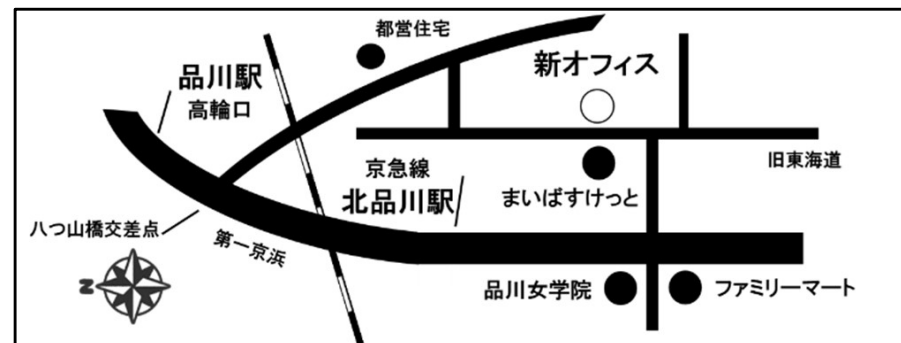 都営住宅
品川駅
高輪口
新オフィス
京急線
北品川駅
まいばすけっと
旧東海道
八つ山橋交差点
第一京浜
N
品川女学院
ファミリーマート